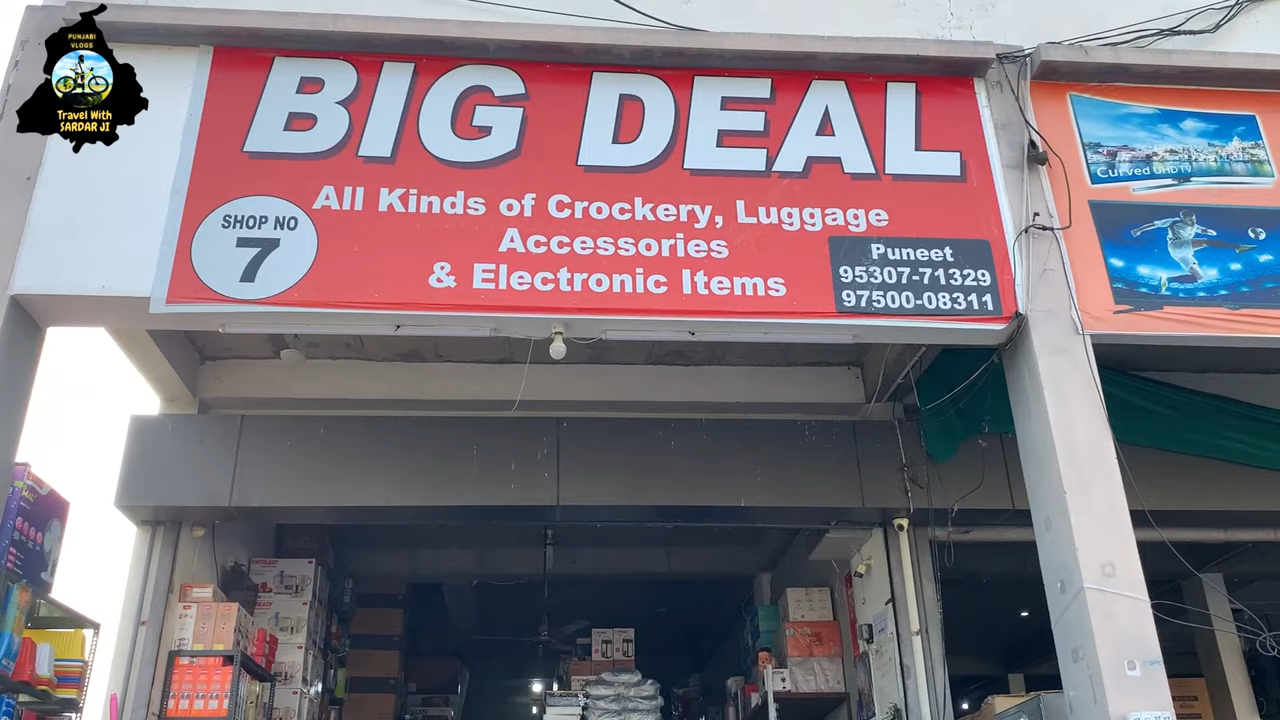 PUNJABI
VLOGS
Travel With
SARDAR JI
BIG DEAL
All Kinds of Crockery, Luggage
Accessories
& Electronic Items
SHOP NO
7
Puneet
95307-71329
97500-08311
Curved UHDTV
EVEREADY